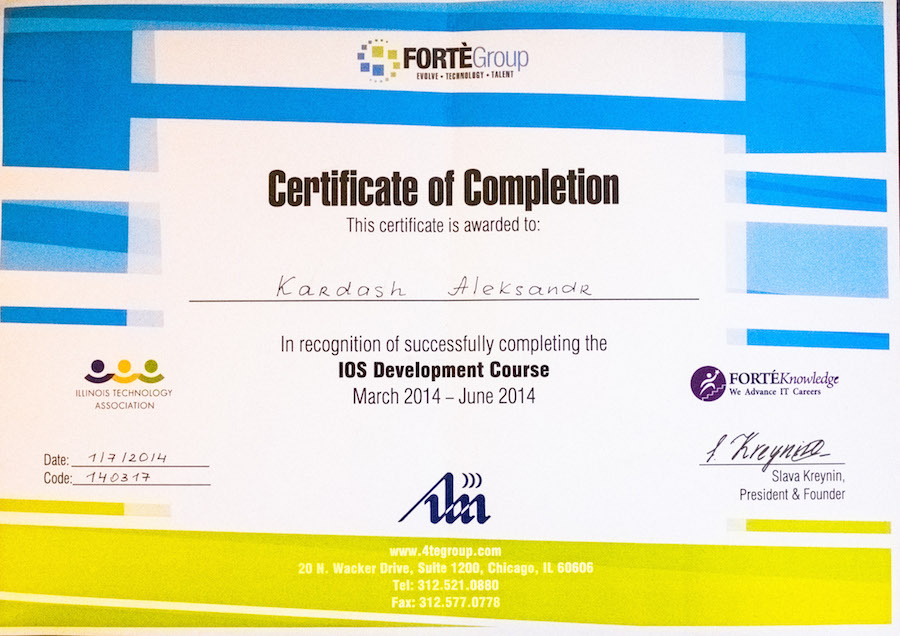 FORTÈGroup
EVOLVE • TECHNOLOGY • TALENT
Certificate of Completion
This certificate is awarded to:
Kardash Aleksandr
In recognition of successfully completing the
IOS Development Course
March 2014 – June 2014
ILLINOIS TECHNOLOGY
ASSOCIATION
FORTÉKnowledge
We Advance IT Careers
Date: 1/7/2014
Code: 140317
S. Kreynin
Slava Kreynin,
President & Founder
www.4tegroup.com
20 N. Wacker Drive, Suite 1200, Chicago, IL 60606
Tel: 312.521.0880
Fax: 312.577.0778